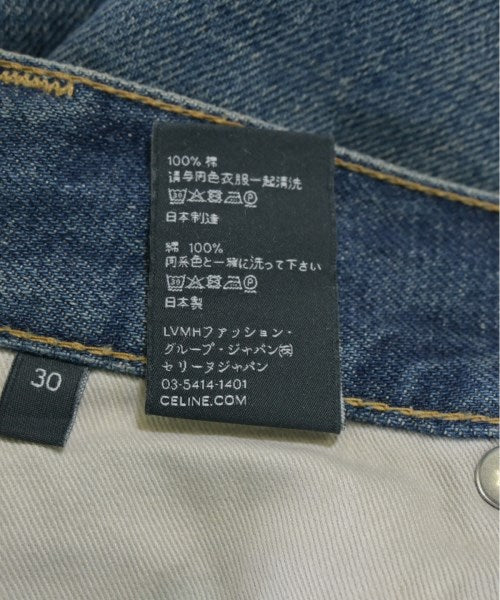 100% 棉
请与同色衣服一起清洗
日本制造
綿 100%
同系色と一緒に洗って下さい
日本製
LVMHファッション・
グループ・ジャパン㈱
セリーヌジャパン
03-5414-1401
CELINE.COM
30